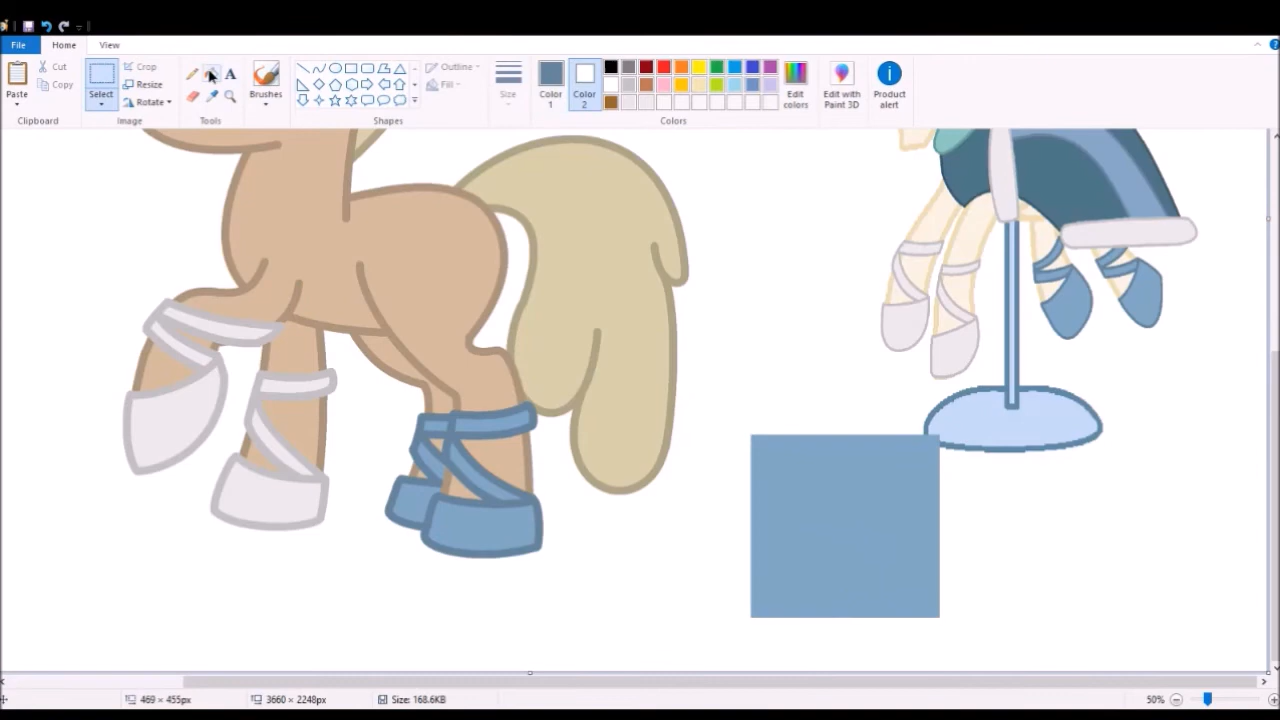 File Home View
Paste Cut Copy Clipboard
Select Crop Resize Rotate Image
A Tools
Brushes
Outline Fill Shapes
Size
Color 1 Color 2 Edit colors Colors
Edit with Paint 3D
Product alert
469 × 455px 3660 × 2248px Size: 168.6KB 50%